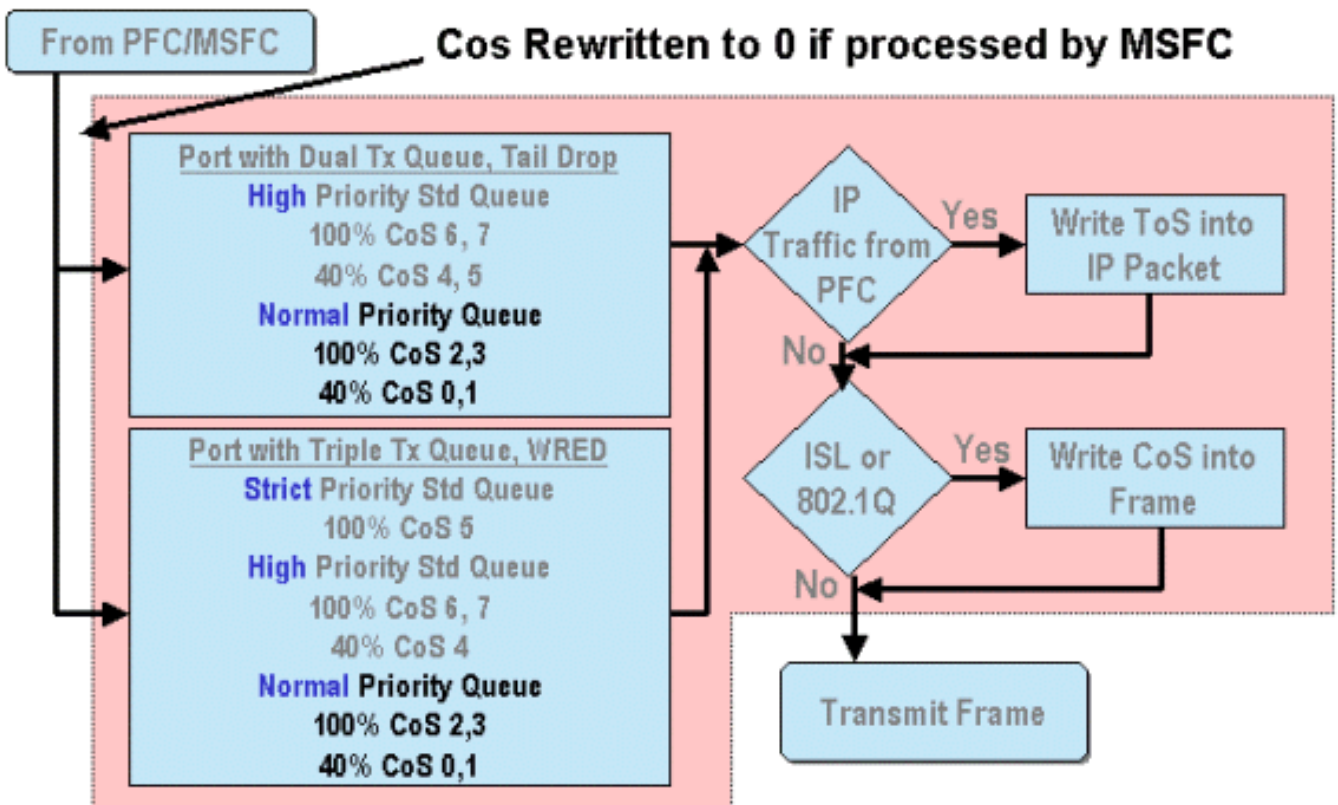 From PFC/MSFC
Cos Rewritten to 0 if processed by MSFC
Port with Dual Tx Queue, Tail Drop
High Priority Std Queue
100% CoS 6, 7
40% CoS 4, 5
Normal Priority Queue
100% CoS 2,3
40% CoS 0,1
Port with Triple Tx Queue, WRED
Strict Priority Std Queue
100% CoS 5
High Priority Std Queue
100% CoS 6, 7
40% CoS 4
Normal Priority Queue
100% CoS 2,3
40% CoS 0,1
IP
Traffic from
PFC
Yes
Write ToS into
IP Packet
No
ISL or
802.1Q
Yes
Write CoS into
Frame
No
Transmit Frame